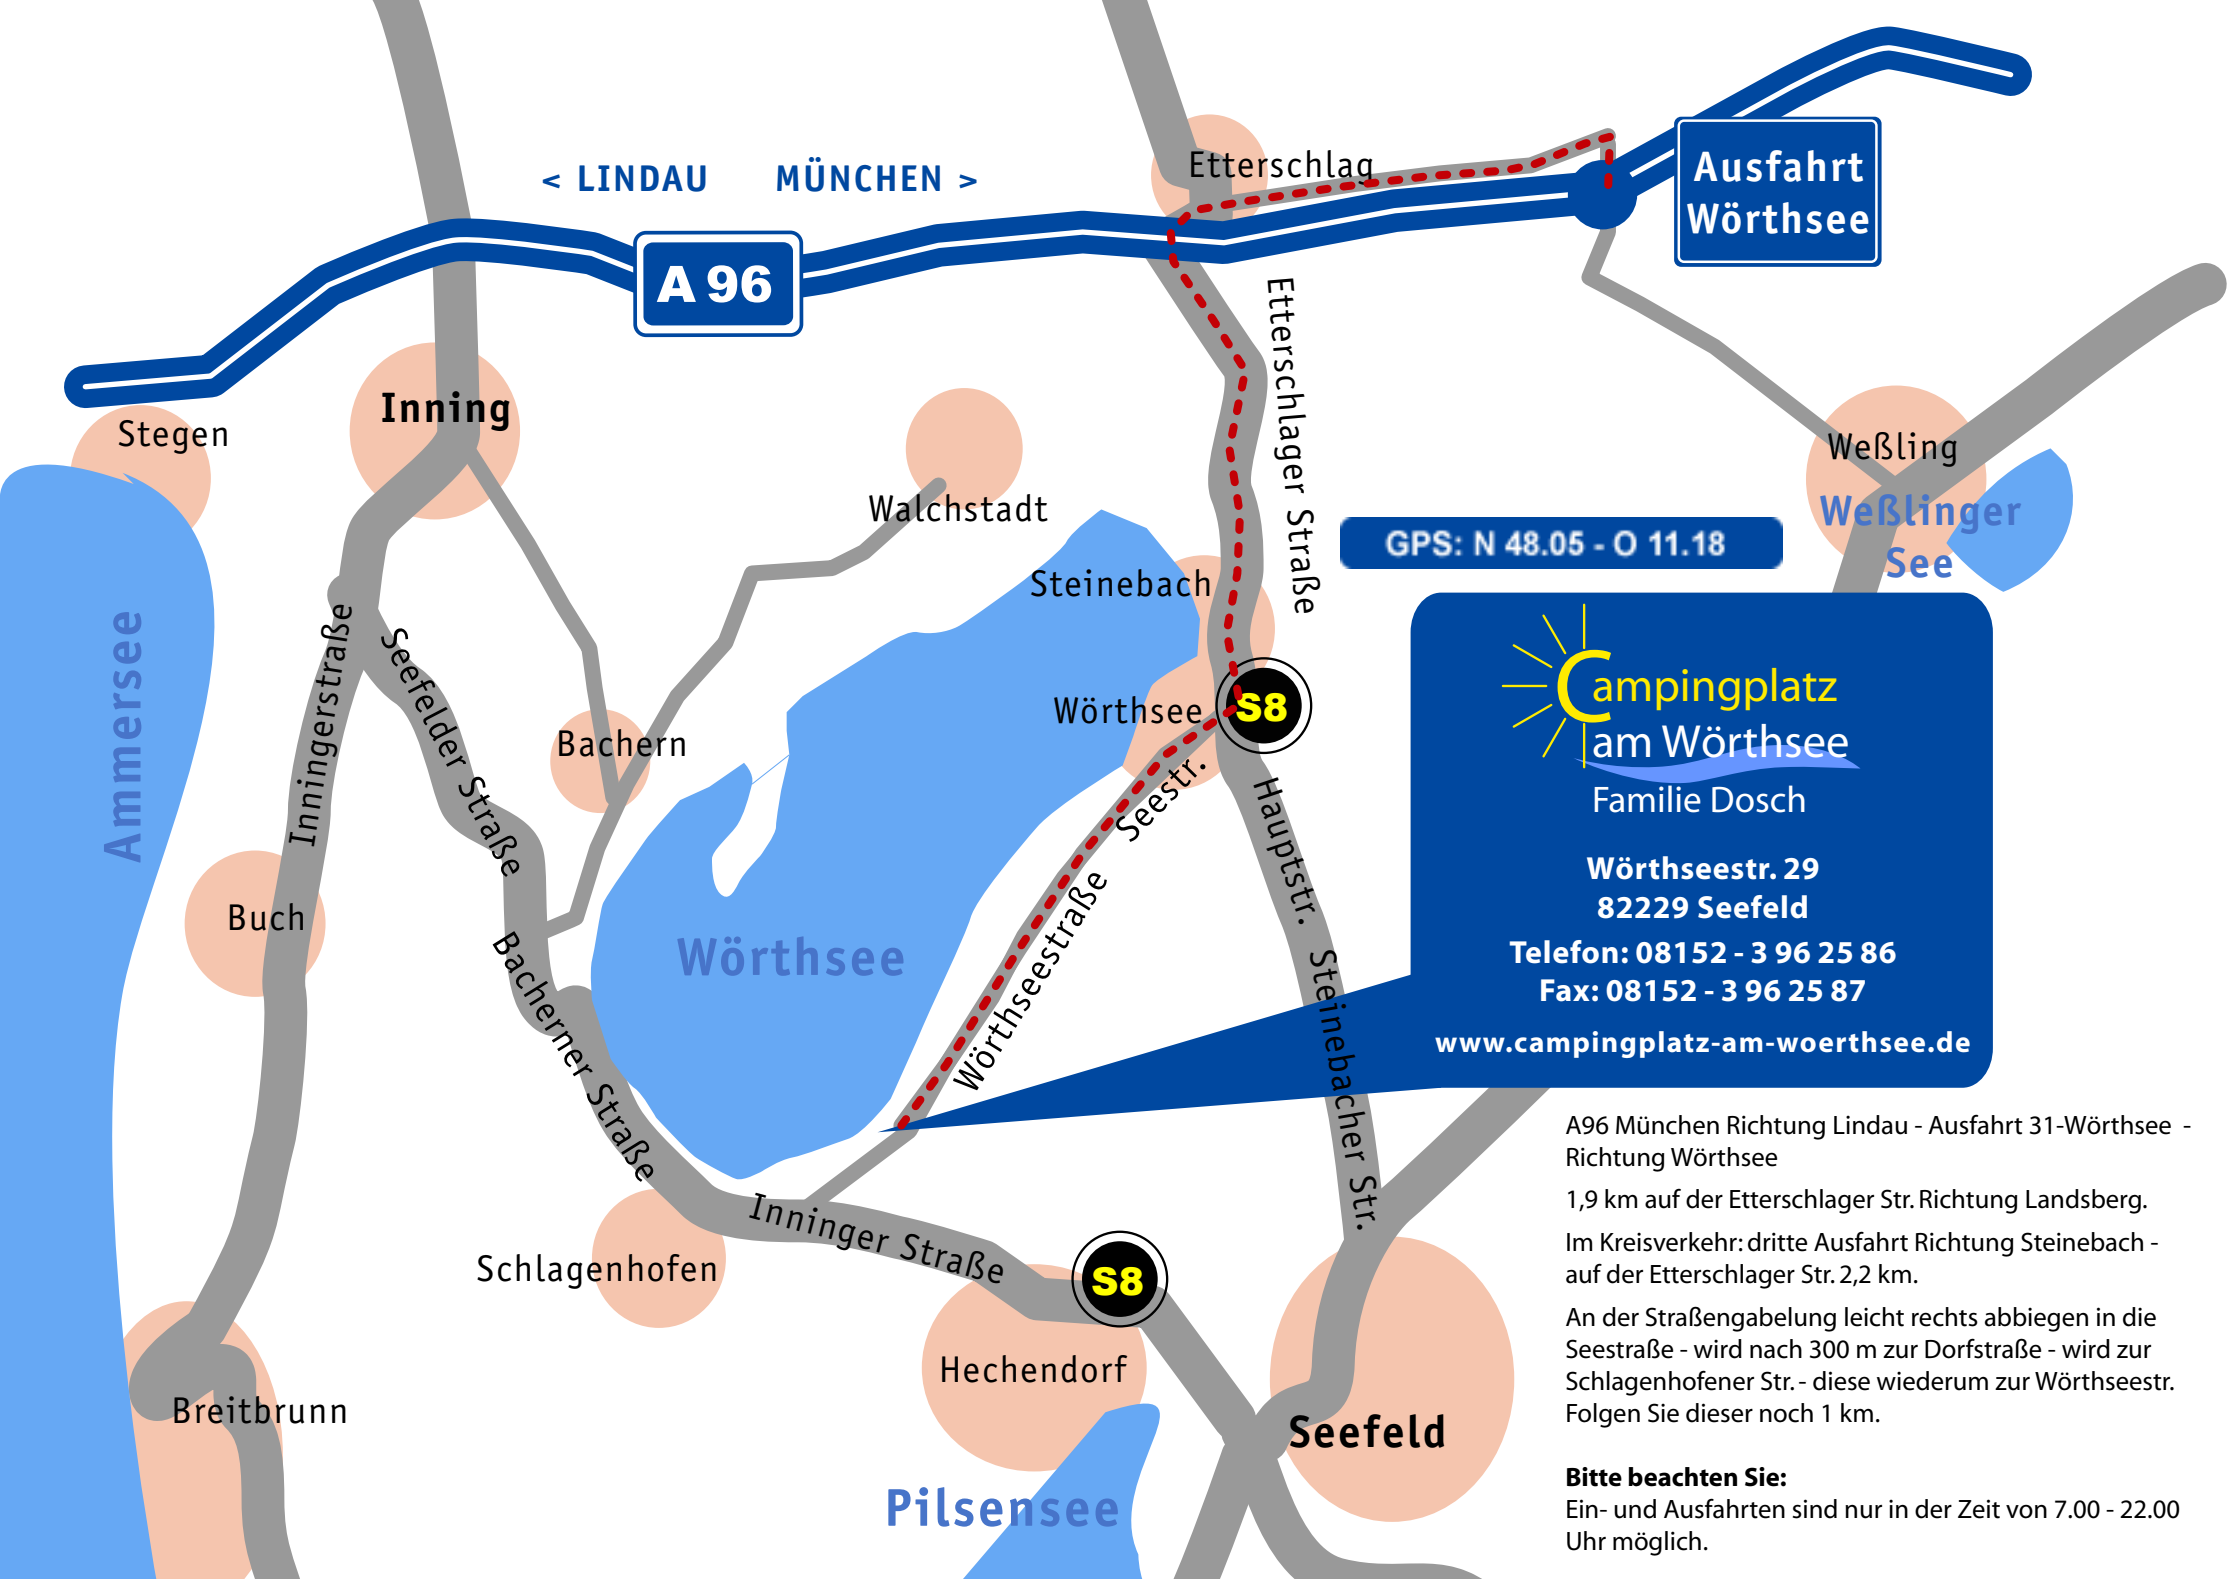 < LINDAU MÜNCHEN >
A 96
Etterschlag
Ausfahrt
Wörthsee
Etterschlager Straße
Inning
Stegen
Walchstadt
Weßling
Weßlinger
See
GPS: N 48.05 - O 11.18
Steinebach
Ammersee
Inningerstraße
Seefelder Straße
Bachern
Wörthsee
S8
Seestr.
Hauptstr.
Campingplatz
am Wörthsee
Familie Dosch
Wörthseestr. 29
82229 Seefeld
Telefon: 08152 - 3 96 25 86
Fax: 08152 - 3 96 25 87
www.campingplatz-am-woerthsee.de
Buch
Wörthsee
Wörthseestraße
Bacherner Straße
Steinebacher Str.
Inninger Straße
Schlagenhofen
S8
Hechendorf
Breitbrunn
Seefeld
Pilsensee
A96 München Richtung Lindau - Ausfahrt 31-Wörthsee -
Richtung Wörthsee
1,9 km auf der Etterschlager Str. Richtung Landsberg.
Im Kreisverkehr: dritte Ausfahrt Richtung Steinebach -
auf der Etterschlager Str. 2,2 km.
An der Straßengabelung leicht rechts abbiegen in die
Seestraße - wird nach 300 m zur Dorfstraße - wird zur
Schlagenhofener Str. - diese wiederum zur Wörthseestr.
Folgen Sie dieser noch 1 km.
Bitte beachten Sie:
Ein- und Ausfahrten sind nur in der Zeit von 7.00 - 22.00
Uhr möglich.